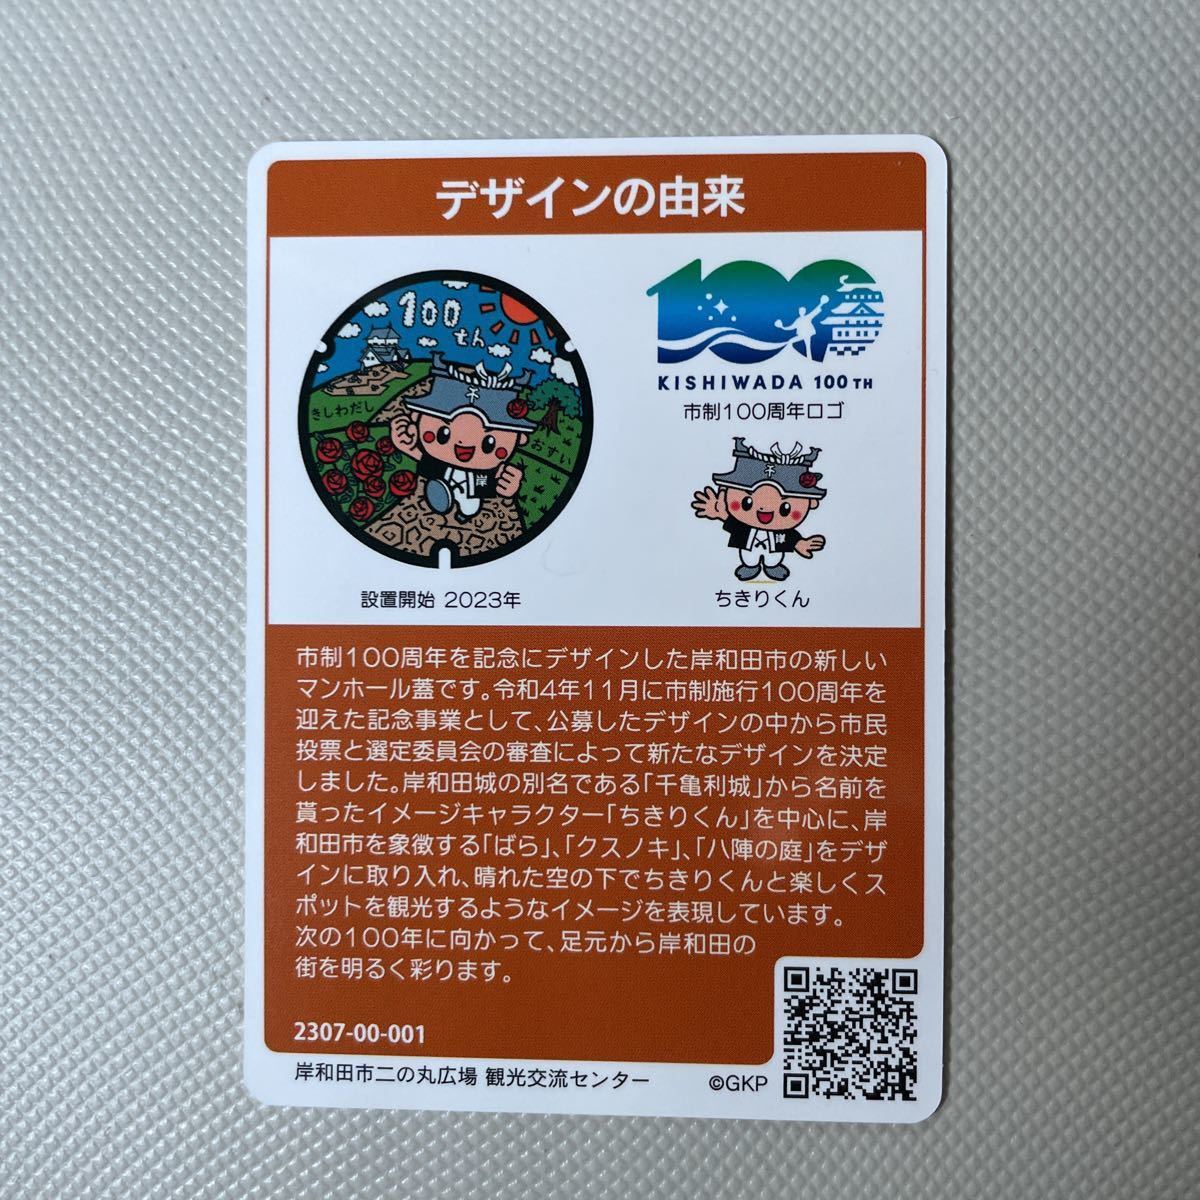 デザインの由来
100
th
きしわだし
おすい
岸
設置開始 2023年
100
KISHIWADA 100TH
市制100周年ロゴ
岸
ちきりくん
市制100周年を記念にデザインした岸和田市の新しい
マンホール蓋です。令和4年11月に市制施行100周年を
迎えた記念事業として、公募したデザインの中から市民
投票と選定委員会の審査によって新たなデザインを決定
しました。岸和田城の別名である「千亀利城」から名前を
貰ったイメージキャラクター「ちきりくん」を中心に、岸
和田市を象徴する「ばら」、「クスノキ」、「八陣の庭」をデザ
インに取り入れ、晴れた空の下でちきりくんと楽しくス
ポットを観光するようなイメージを表現しています。
次の100年に向かって、足元から岸和田の
街を明るく彩ります。
2307-00-001
岸和田市二の丸広場 観光交流センター
©GKP